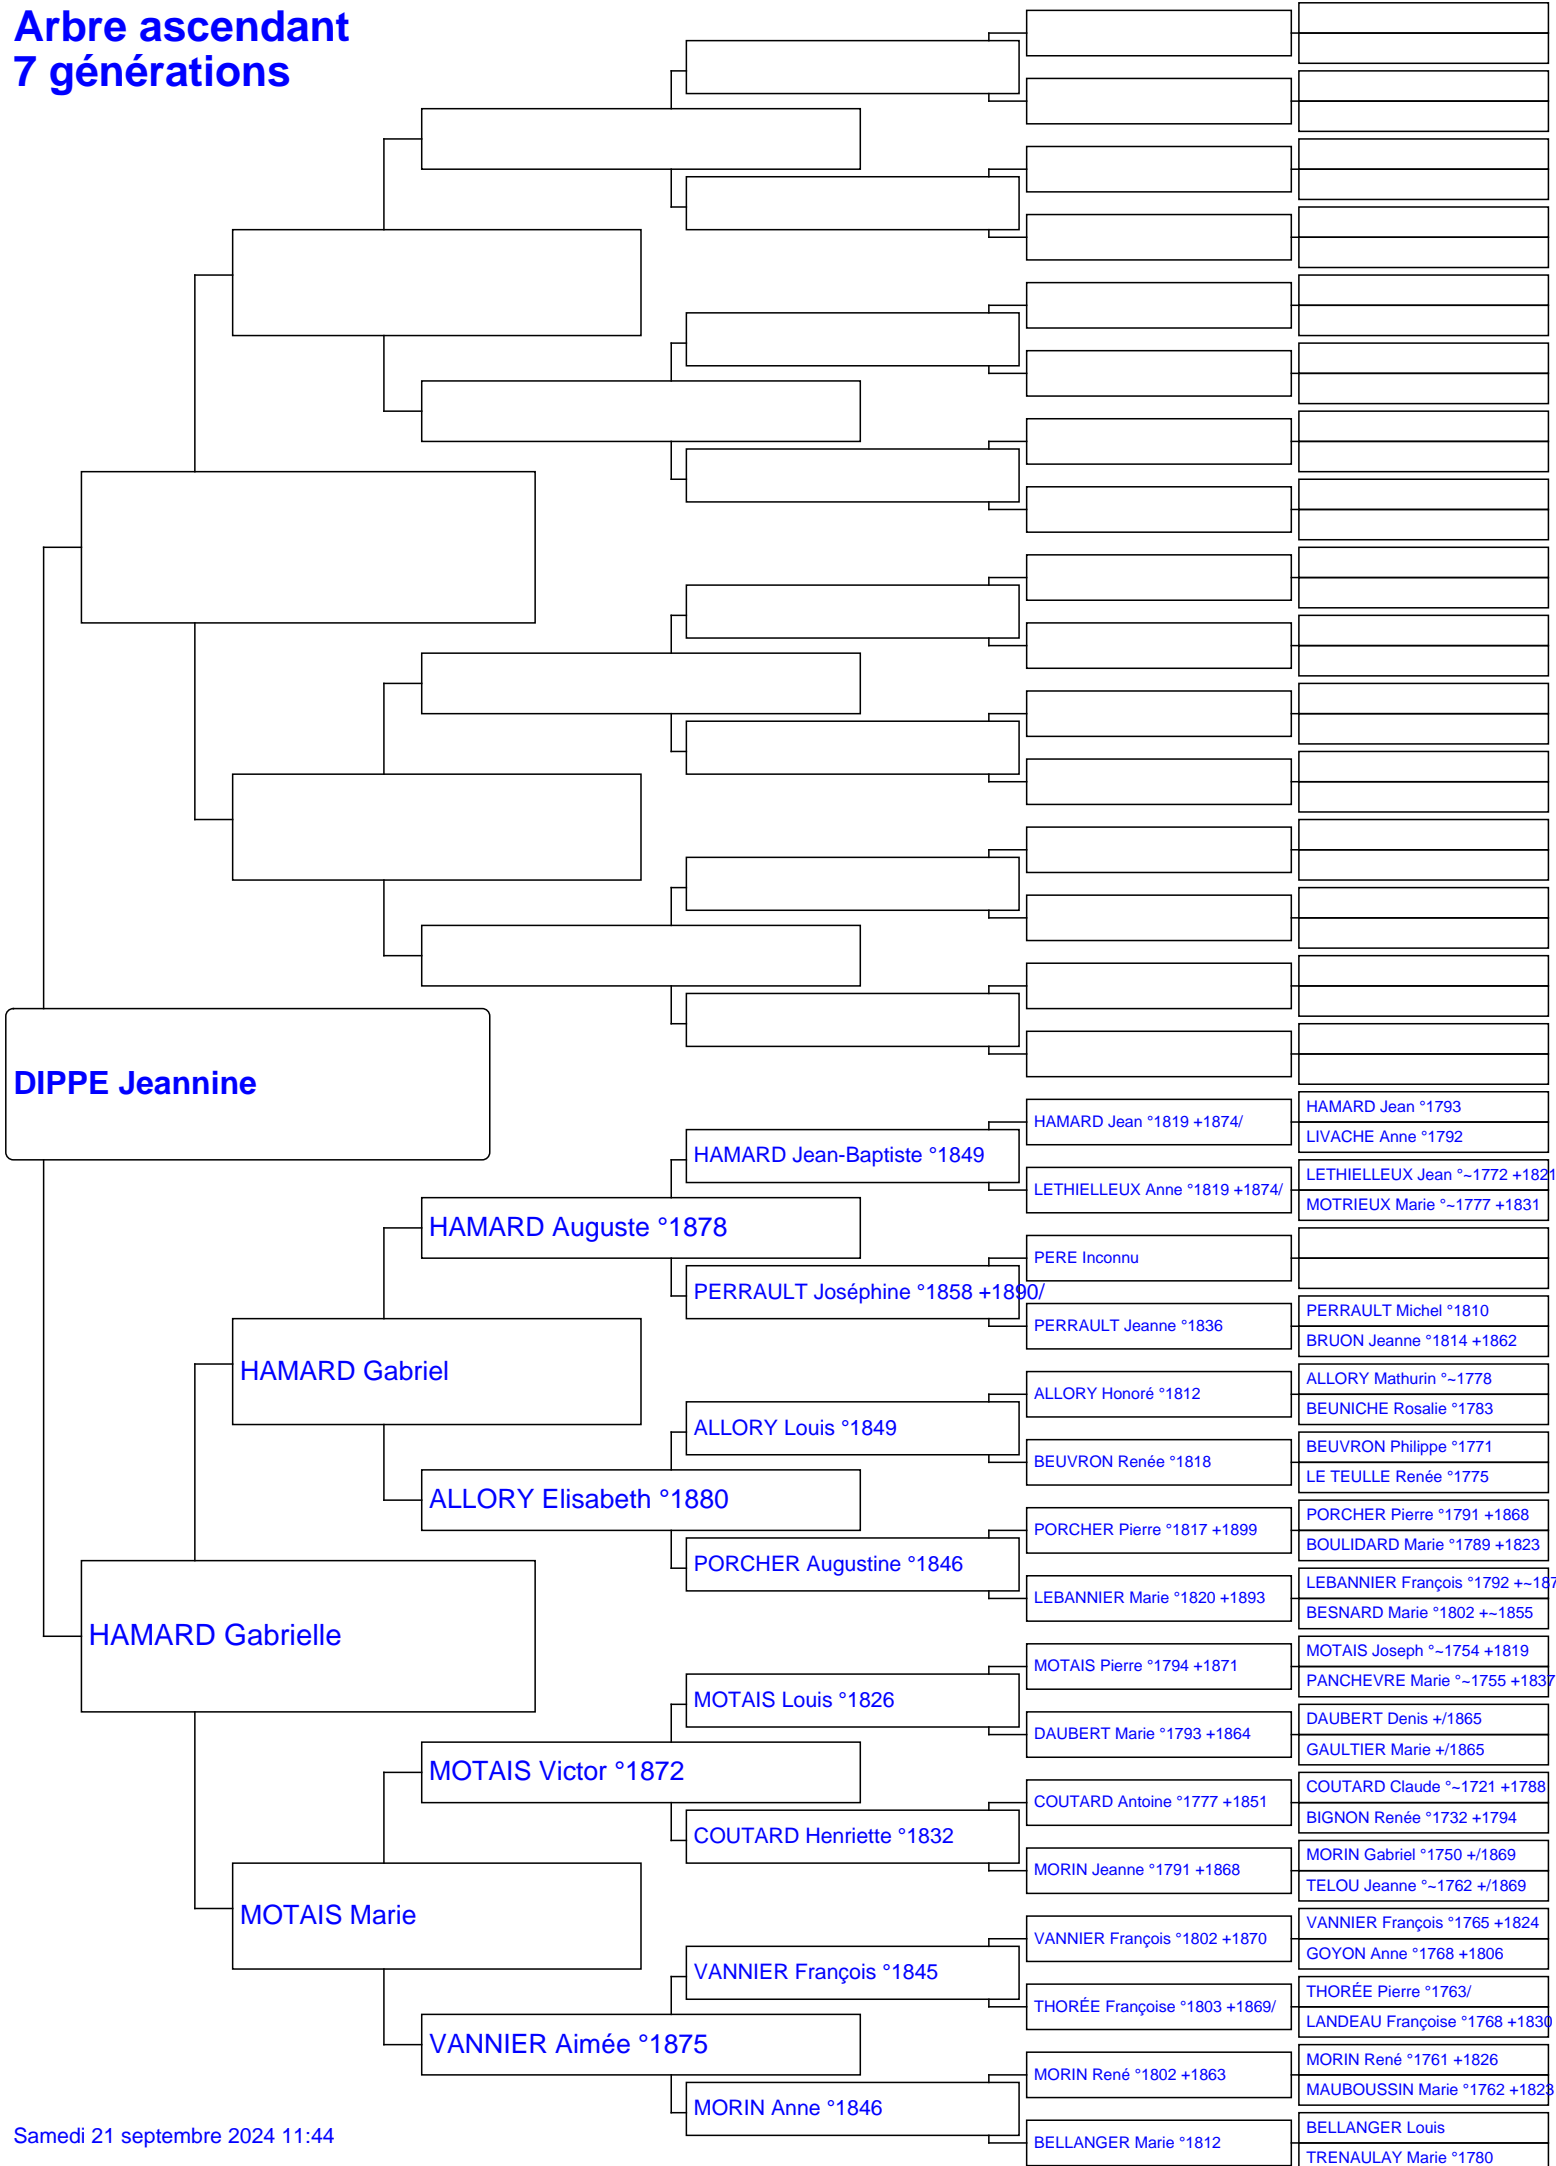 Arbre ascendant
7 générations
DIPPE Jeannine
HAMARD Jean °1793
HAMARD Jean °1819 +1874/
LIVACHE Anne °1792
HAMARD Jean-Baptiste °1849
LETHIELLEUX Jean °~1772 +1821
LETHIELLEUX Anne °1819 +1874/
MOTRIEUX Marie °~1777 +1831
HAMARD Auguste °1878
PERE Inconnu
PERRAULT Joséphine °1858 +1890/
PERRAULT Michel °1810
PERRAULT Jeanne °1836
BRUON Jeanne °1814 +1862
HAMARD Gabriel
ALLORY Mathurin °~1778
ALLORY Honoré °1812
BEUNICHE Rosalie °1783
ALLORY Louis °1849
BEUVRON Philippe °1771
BEUVRON Renée °1818
LE TEULLE Renée °1775
ALLORY Elisabeth °1880
PORCHER Pierre °1791 +1868
PORCHER Pierre °1817 +1899
BOULIDARD Marie °1789 +1823
PORCHER Augustine °1846
LEBANNIER François °1792 +~187
LEBANNIER Marie °1820 +1893
BESNARD Marie °1802 +~1855
HAMARD Gabrielle
MOTAIS Joseph °~1754 +1819
MOTAIS Pierre °1794 +1871
PANCHEVRE Marie °~1755 +1837
MOTAIS Louis °1826
DAUBERT Denis +/1865
DAUBERT Marie °1793 +1864
GAULTIER Marie +/1865
MOTAIS Victor °1872
COUTARD Claude °~1721 +1788
COUTARD Antoine °1777 +1851
BIGNON Renée °1732 +1794
COUTARD Henriette °1832
MORIN Gabriel °1750 +/1869
MORIN Jeanne °1791 +1868
TELOU Jeanne °~1762 +/1869
MOTAIS Marie
VANNIER François °1765 +1824
VANNIER François °1802 +1870
GOYON Anne °1768 +1806
VANNIER François °1845
THORÉE Pierre °1763/
THORÉE Françoise °1803 +1869/
LANDEAU Françoise °1768 +1830
VANNIER Aimée °1875
MORIN René °1761 +1826
MORIN René °1802 +1863
MAUBOUSSIN Marie °1762 +1823
MORIN Anne °1846
BELLANGER Louis
BELLANGER Marie °1812
TRENAULAY Marie °1780
Samedi 21 septembre 2024 11:44